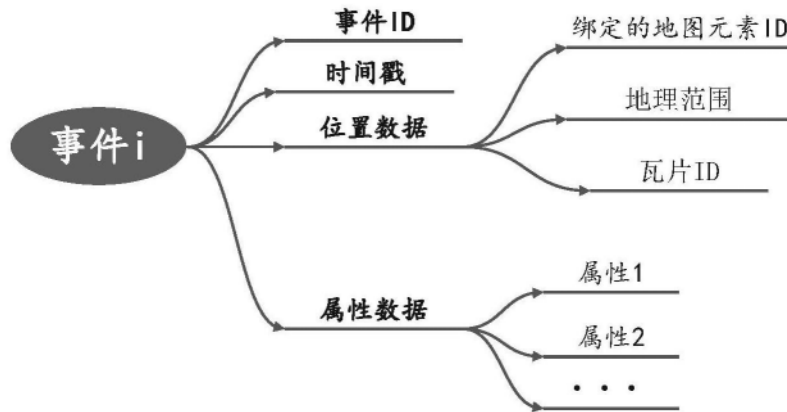 事件i
事件ID
时间戳
位置数据
绑定的地图元素ID
地理范围
瓦片ID
属性数据
属性1
属性2
···